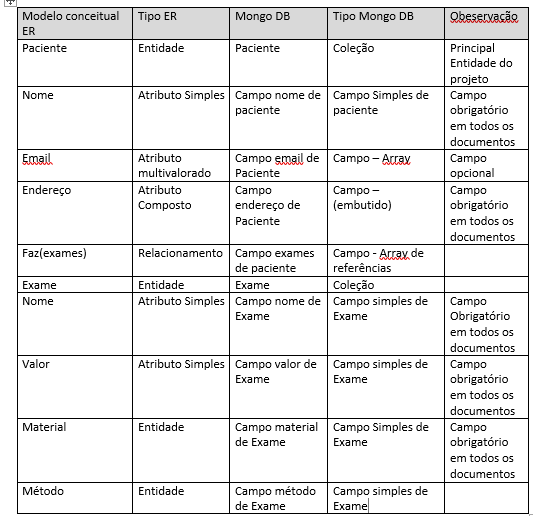 Modelo conceitual ER | Tipo ER | Mongo DB | Tipo Mongo DB | Obeservação
Paciente | Entidade | Paciente | Coleção | Principal Entidade do projeto
Nome | Atributo Simples | Campo nome de paciente | Campo Simples de paciente | Campo obrigatório em todos os documentos
Email | Atributo multivalorado | Campo email de Paciente | Campo – Array | Campo opcional
Endereço | Atributo Composto | Campo endereço de Paciente | Campo – (embutido) | Campo obrigatório em todos os documentos
Faz(exames) | Relacionamento | Campo exames de paciente | Campo - Array de referências
Exame | Entidade | Exame | Coleção
Nome | Atributo Simples | Campo nome de Exame | Campo simples de Exame | Campo Obrigatório em todos os documentos
Valor | Atributo Simples | Campo valor de Exame | Campo simples de Exame | Campo obrigatório em todos os documentos
Material | Entidade | Campo material de Exame | Campo Simples de Exame | Campo obrigatório em todos os documentos
Método | Entidade | Campo método de Exame | Campo simples de Exame